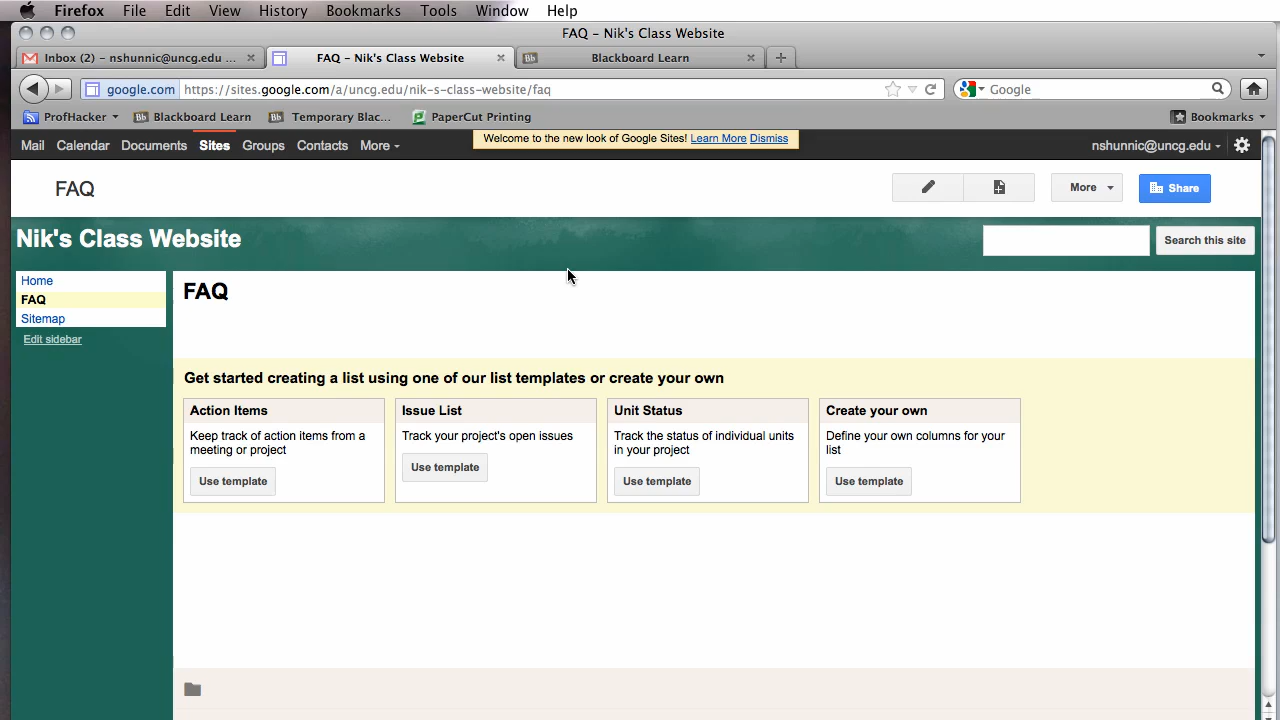 Firefox File Edit View History Bookmarks Tools Window Help
FAQ – Nik's Class Website
Inbox (2) – nshunnic@uncg.edu ... FAQ – Nik's Class Website Bb Blackboard Learn
google.com https://sites.google.com/a/uncg.edu/nik-s-class-website/faq Google
ProfHacker Bb Blackboard Learn Bb Temporary Blac... PaperCut Printing Bookmarks
Welcome to the new look of Google Sites! Learn More Dismiss
Mail Calendar Documents Sites Groups Contacts More nshunnic@uncg.edu
FAQ More Share
Nik's Class Website Search this site
Home
FAQ
Sitemap
Edit sidebar
FAQ
Get started creating a list using one of our list templates or create your own
Action Items
Keep track of action items from a
meeting or project
Use template
Issue List
Track your project's open issues
Use template
Unit Status
Track the status of individual units
in your project
Use template
Create your own
Define your own columns for your
list
Use template